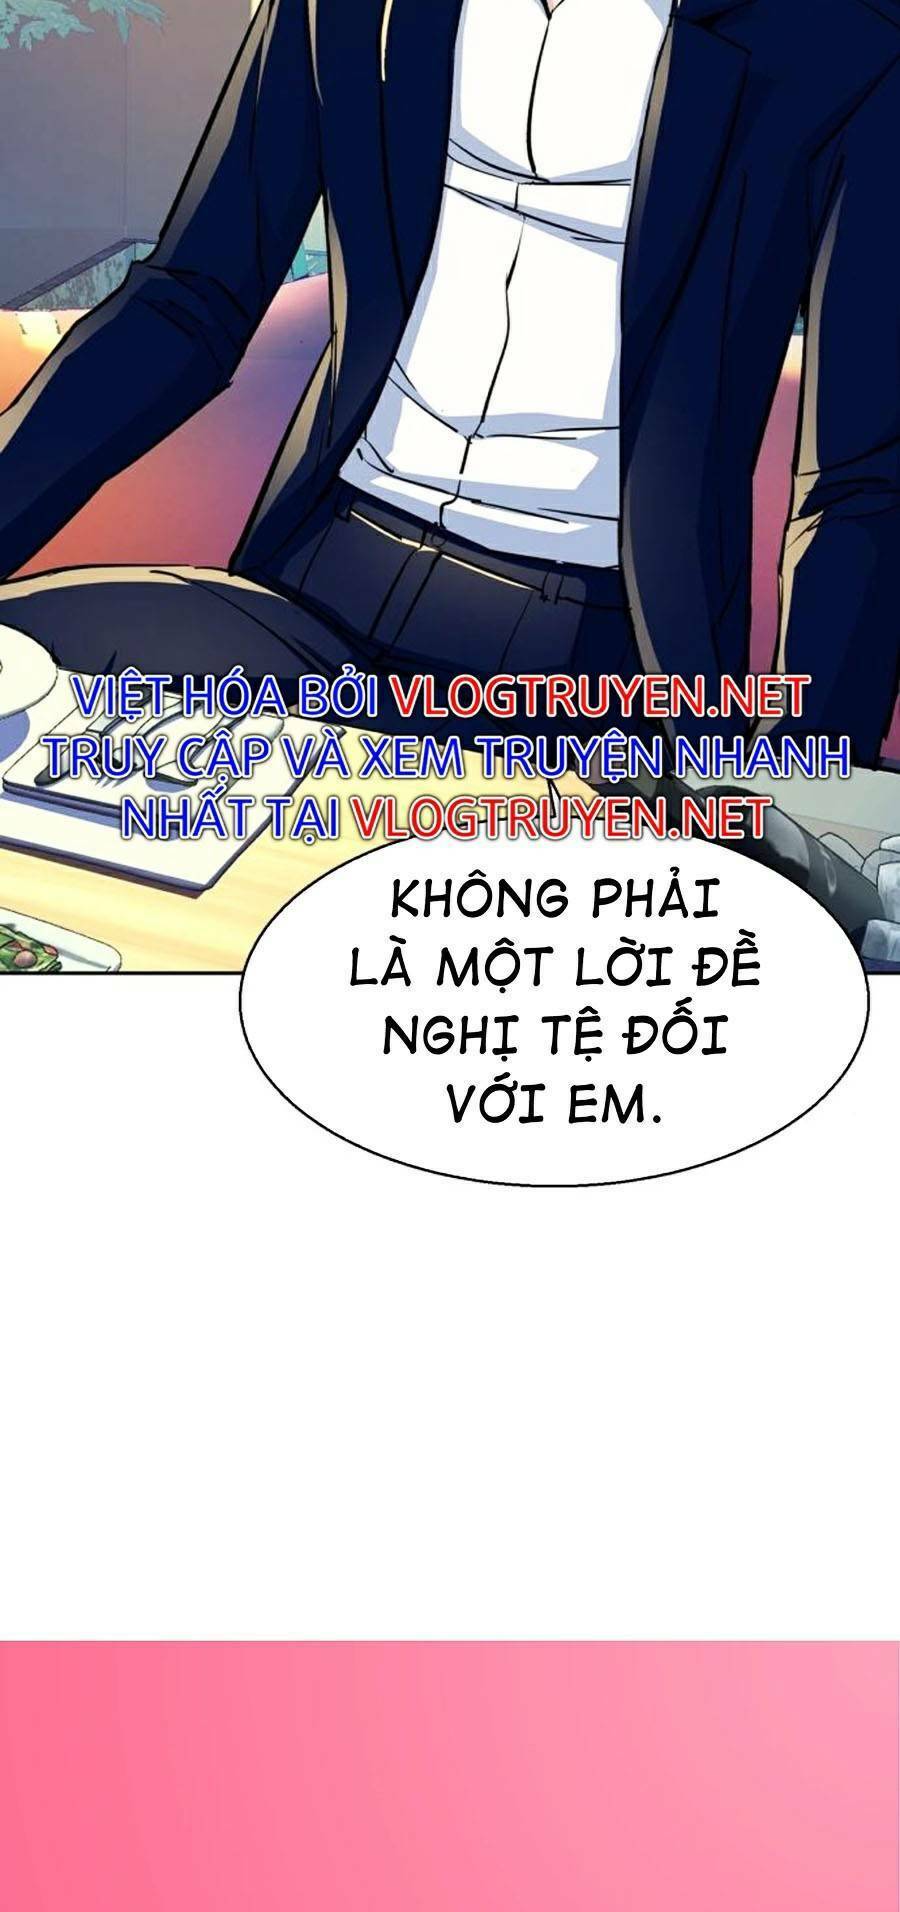 VIỆT HÓA BỞI VLOGTRUYEN.NET
TRUY CẬP VÀ XEM TRUYỆN NHANH
NHẤT TẠI VLOGTRUYEN.NET
KHÔNG PHẢI
LÀ MỘT LỜI ĐỀ
NGHỊ TỆ ĐỐI
VỚI EM.